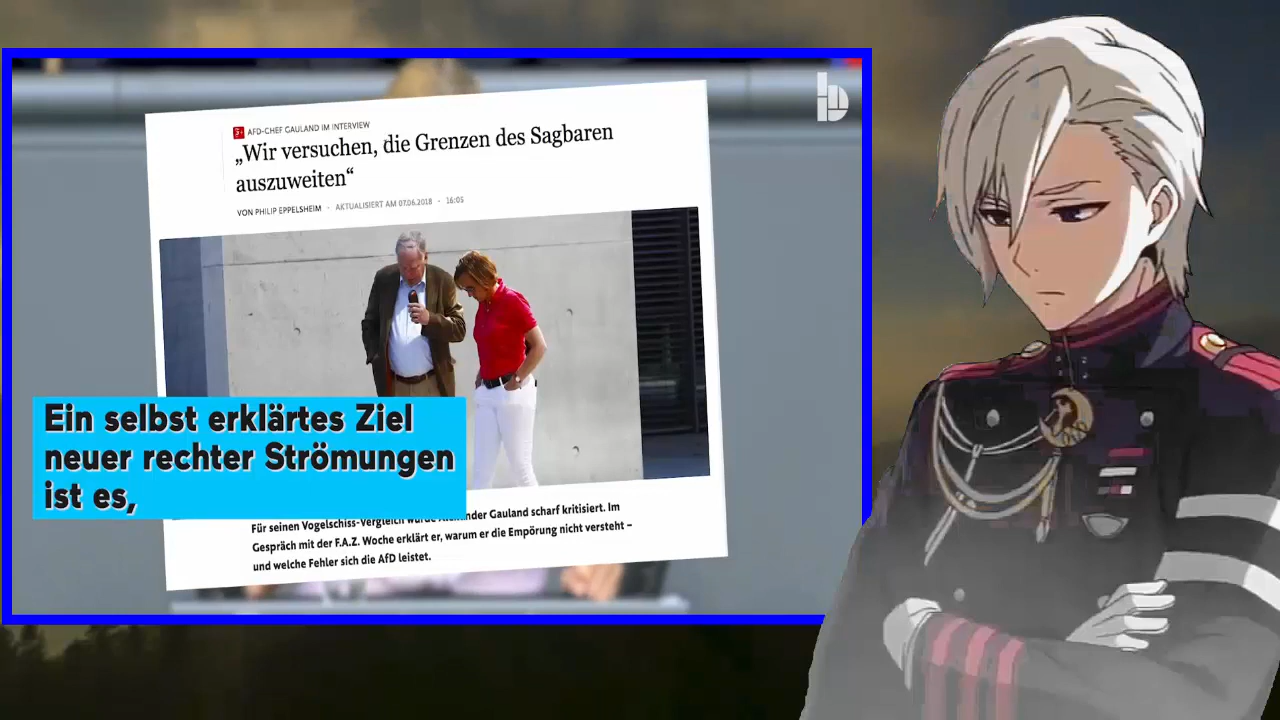 AFD-CHEF GAULAND IM INTERVIEW
„Wir versuchen, die Grenzen des Sagbaren
auszuweiten“
VON PHILIP EPPELSHEIM · AKTUALISIERT AM 07.06.2018 - 16:05
Ein selbst erklärtes Ziel
neuer rechter Strömungen
ist es,
Für seinen Vogelschiss-Vergleich wurde Alexander Gauland scharf kritisiert. Im
Gespräch mit der F.A.Z. Woche erklärt er, warum er die Empörung nicht versteht –
und welche Fehler sich die AfD leistet.